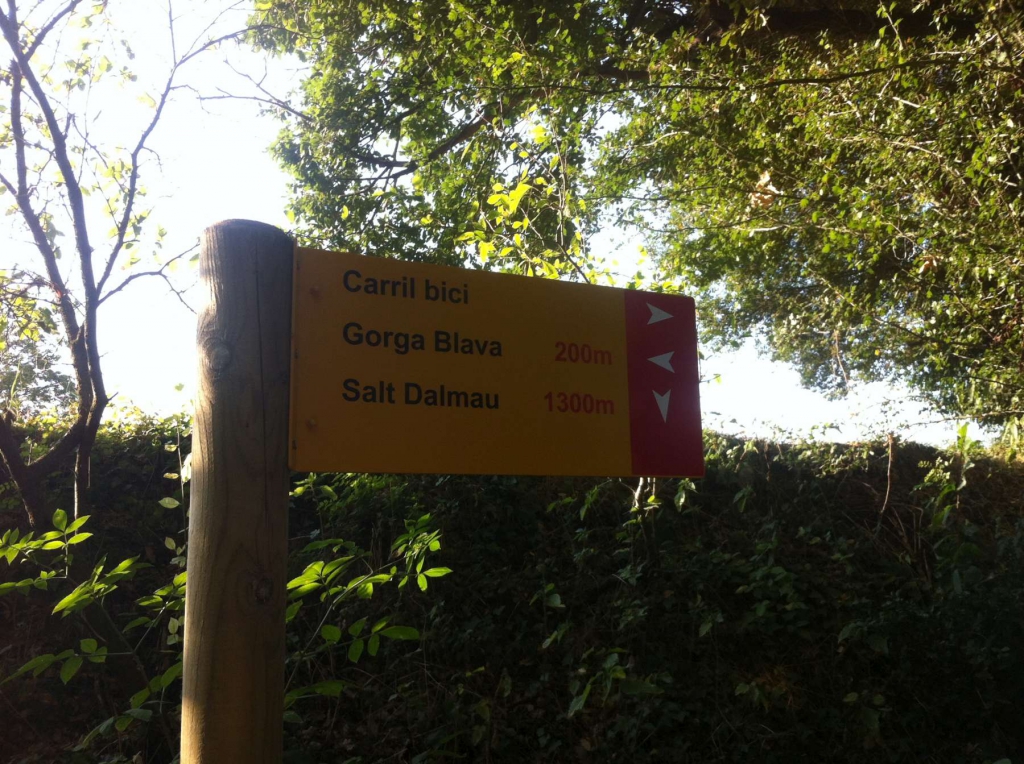 Carril bici
Gorga Blava 200m
Salt Dalmau 1300m